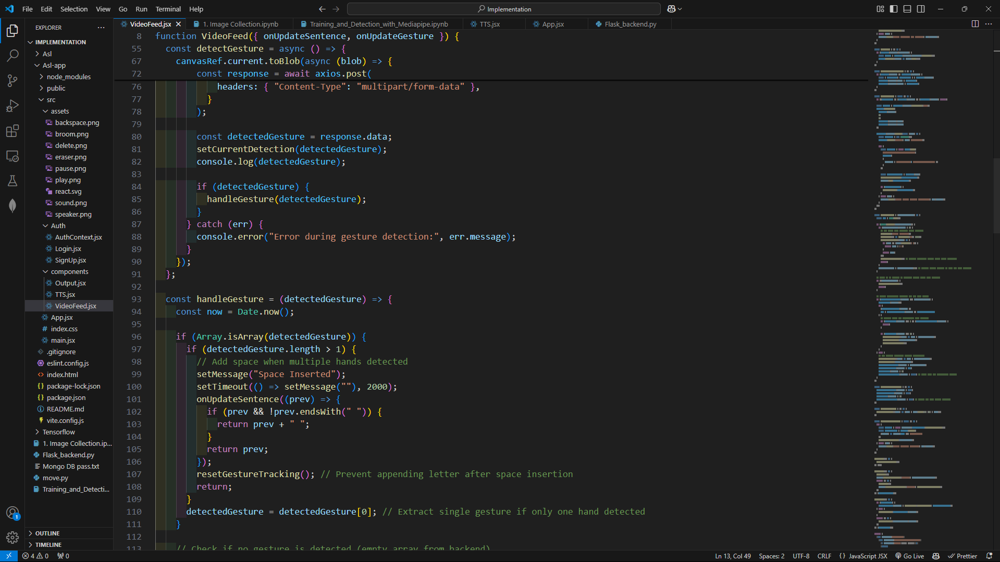 File Edit Selection View Go Run Terminal Help
Implementation
EXPLORER
VideoFeed.jsx
1. Image Collection.ipynb
Training_and_Detection_with_Mediapipe.ipynb
TTS.jsx
App.jsx
Flask_backend.py
IMPLEMENTATION
Asl
Asl-app
node_modules
public
src
assets
backspace.png
broom.png
delete.png
eraser.png
pause.png
play.png
react.svg
sound.png
speaker.png
Auth
AuthContext.jsx
Login.jsx
SignUp.jsx
components
Output.jsx
TTS.jsx
VideoFeed.jsx
App.jsx
# index.css
main.jsx
.gitignore
eslint.config.js
<> index.html
{} package-lock.json
{} package.json
README.md
vite.config.js
Tensorflow
1. Image Collection.ip...
Flask_backend.py
Mongo DB pass.txt
move.py
Training_and_Detecti...
OUTLINE
TIMELINE
1
8 function VideoFeed({ onUpdateSentence, onUpdateGesture }) {
55 const detectGesture = async () => {
67 canvasRef.current.toBlob(async (blob) => {
72 const response = await axios.post(
76 headers: { "Content-Type": "multipart/form-data" },
77 }
78 );
79
80 const detectedGesture = response.data;
81 setCurrentDetection(detectedGesture);
82 console.log(detectedGesture);
83
84 if (detectedGesture) {
85 handleGesture(detectedGesture);
86 }
87 } catch (err) {
88 console.error("Error during gesture detection:", err.message);
89 }
90 });
91 };
92
93 const handleGesture = (detectedGesture) => {
94 const now = Date.now();
95
96 if (Array.isArray(detectedGesture)) {
97 if (detectedGesture.length > 1) {
98 // Add space when multiple hands detected
99 setMessage("Space Inserted");
100 setTimeout(() => setMessage(""), 2000);
101 onUpdateSentence((prev) => {
102 if (prev && !prev.endsWith(" ")) {
103 return prev + " ";
104 }
105 return prev;
106 });
107 resetGestureTracking(); // Prevent appending letter after space insertion
108 return;
109 }
110 detectedGesture = detectedGesture[0]; // Extract single gesture if only one hand detected
111 }
112
113 // Check if no gesture is detected (empty array from backend)
4 0 0
Ln 13, Col 49 Spaces: 2 UTF-8 CRLF {} JavaScript JSX Go Live Prettier